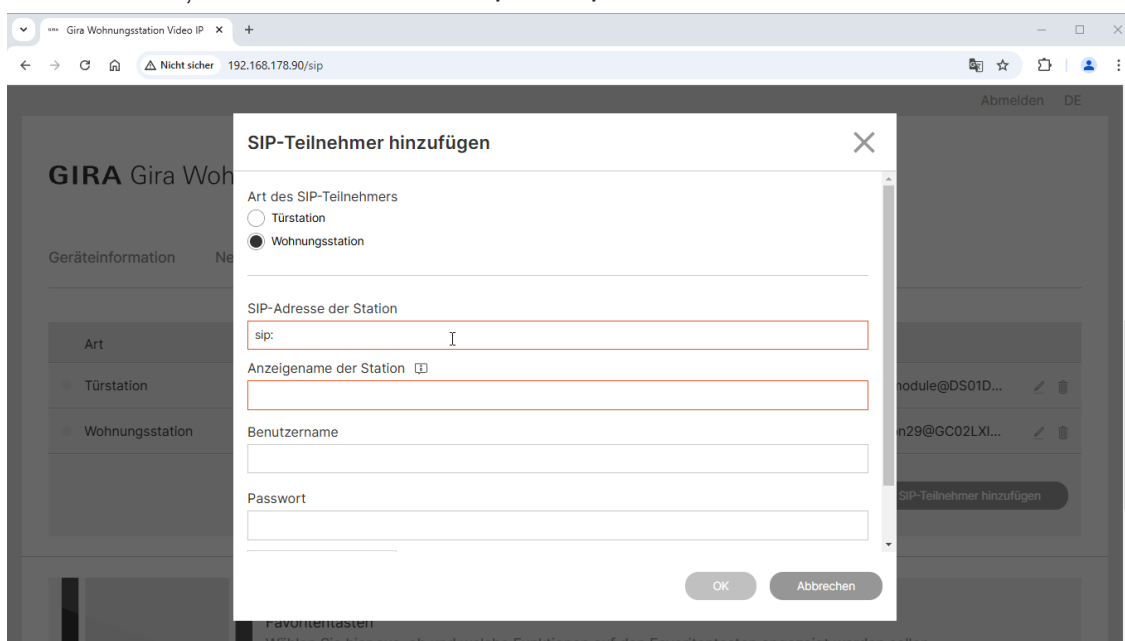 Gira Wohnungsstation Video IP
Nicht sicher 192.168.178.90/sip
Abmelden DE
SIP-Teilnehmer hinzufügen
GIRA Gira Woh
Art des SIP-Teilnehmers
Türstation
Wohnungsstation
Geräteinformation Ne
SIP-Adresse der Station
sip:
Art
Anzeigename der Station
Türstation nodule@DS01D...
Wohnungsstation n29@GC02LXI...
Benutzername
Passwort
SIP-Teilnehmer hinzufügen
OK Abbrechen
Favoritentasten